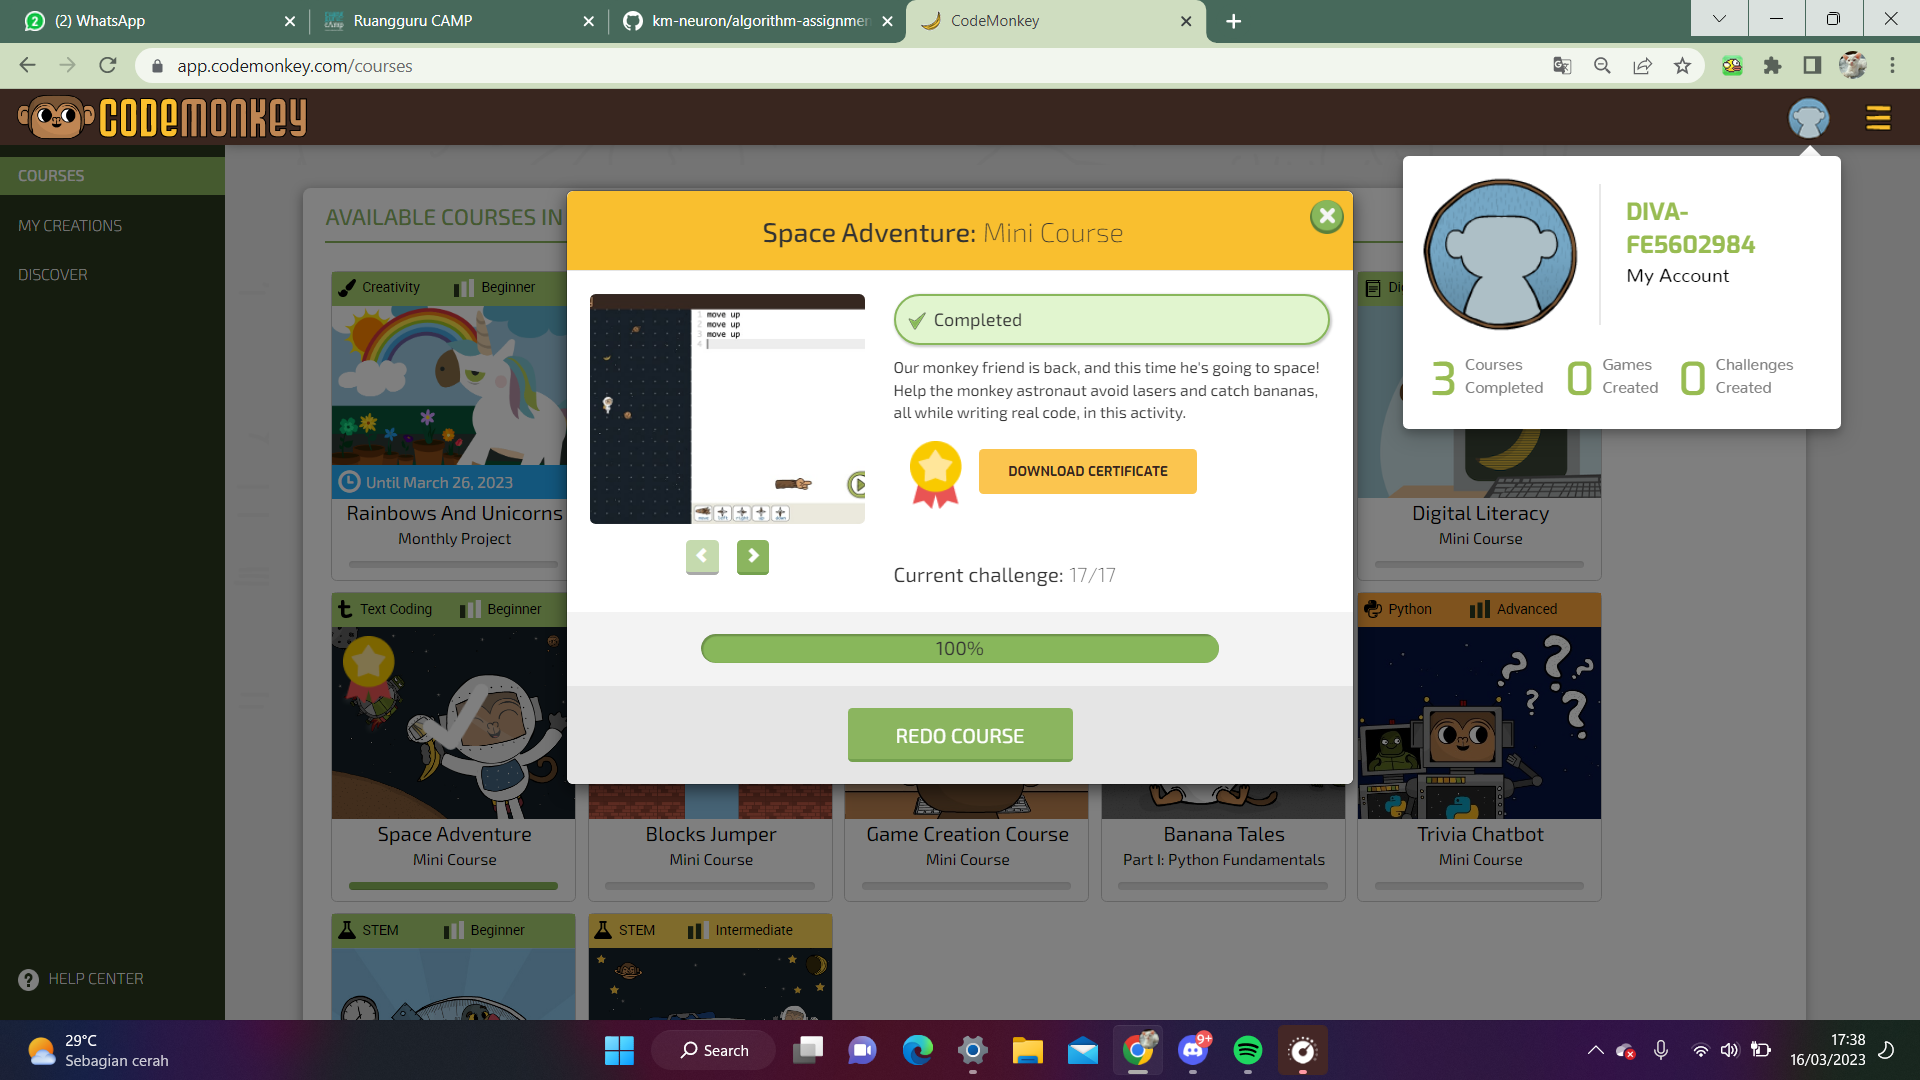 (2) WhatsApp
Ruangguru CAMP
km-neuron/algorithm-assignmen
CodeMonkey
app.codemonkey.com/courses
CODEMONKEY
COURSES
MY CREATIONS
DISCOVER
HELP CENTER
AVAILABLE COURSES IN
Creativity Beginner
Until March 26, 2023
Rainbows And Unicorns
Monthly Project
Space Adventure: Mini Course
1 move up
2 move up
3 move up
4
Completed
Our monkey friend is back, and this time he's going to space!
Help the monkey astronaut avoid lasers and catch bananas,
all while writing real code, in this activity.
DOWNLOAD CERTIFICATE
Current challenge: 17/17
100%
REDO COURSE
DIVA-
FE5602984
My Account
3 Courses Completed
0 Games Created
0 Challenges Created
Digital Literacy
Mini Course
Text Coding Beginner
Space Adventure
Mini Course
Blocks Jumper
Mini Course
Game Creation Course
Mini Course
Banana Tales
Part I: Python Fundamentals
Python Advanced
Trivia Chatbot
Mini Course
STEM Beginner
STEM Intermediate
29°C
Sebagian cerah
Search
9+
17:38
16/03/2023